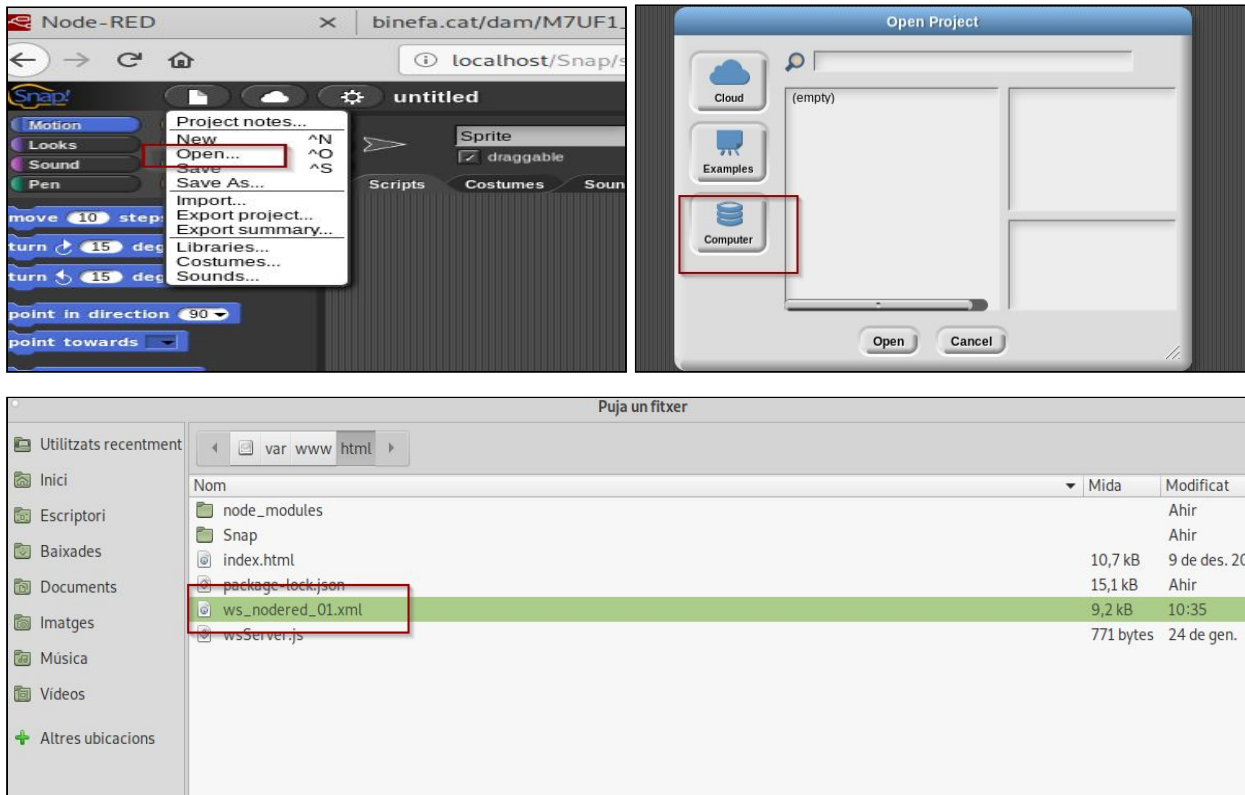 Node-RED × binefa.cat/dam/M7UF1_
localhost/Snap/s
Snap! untitled
Motion
Looks
Sound
Pen
Project notes...
New ^N
Open... ^O
Save ^S
Save As...
Import...
Export project...
Export summary...
Libraries...
Costumes...
Sounds...
Sprite
draggable
Scripts Costumes Soun
move 10 steps
turn 15 deg
turn 15 deg
point in direction 90
point towards
Open Project
Cloud
Examples
Computer
(empty)
Open Cancel
Puja un fitxer
Utilitzats recentment
Inici
Escriptori
Baixades
Documents
Imatges
Música
Vídeos
Altres ubicacions
var www html
Nom Mida Modificat
node_modules Ahir
Snap Ahir
index.html 10,7 kB 9 de des. 20
package-lock.json 15,1 kB Ahir
ws_nodered_01.xml 9,2 kB 10:35
wsServer.js 771 bytes 24 de gen.